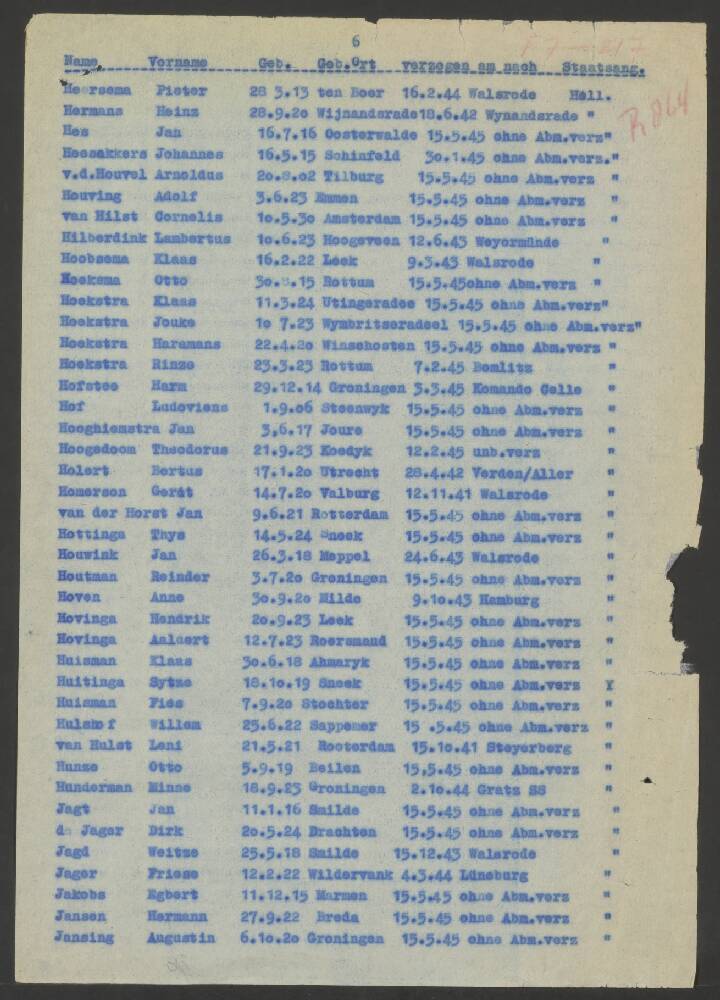 6
Name Vorname Geb. Geb.Ort verzogen am nach Staatsang.
Heersema Pieter 28 3.13 ten Boer 16.2.44 Walsrode Holl.
Hermans Heinz 28.9.2o Wijnandsrade18.6.42 Wynandsrade "
R 064
Hes Jan 16.7.16 Oosterwalde 15.5.45 ohne Abm.verz"
Hessakkers Johannes 16.5.15 Schinfeld 3o.1.45 ohne Abm.verz."
v.d.Heuvel Arnoldus 2o.8.o2 Tilburg 15.5.45 ohne Abm.verz "
Heuving Adolf 3.6.23 Emmen 15.5.45 ohne Abm.verz "
van Hilst Cornelis 1o.5.3o Amsterdam 15.5.45 ohne Abm.verz "
Hilberdink Lambertus 1o.6.23 Hoogeveen 12.6.43 Weyermünde "
Hoobsema Klaas 16.2.22 Leek 9.3.43 Walsrode "
Hoeksma Otto 15 Rottum 15.5.45ohne Abm.verz "
Hoekstra Klaas 11.3.24 Utingeradee 15.5.45 ohne Abm.verz"
Hoekstra Jouke 1o 7.23 Wymbritseradeel 15.5.45 ohne Abm.verz"
Hoekstra Haramans 22.4.2o Winschosten 15.5.45 ohne Abm.verz "
Hoekstra Rinze 23.3.23 Rottum 7.2.45 Bomlitz "
Hofstee Harm 29.12.14 Groningen 3.3.45 Komando Celle "
Hof Ludoviens 1.9.o6 Steenwyk 15.5.45 ohne Abm.verz "
Hooghiemstra Jan 3,6.17 Joure 15.5.45 ohne Abm.verz "
Hoogedoom Theodorus 21.9.23 Koedyk 12.2.45 unb.verz "
Holert Bertus 17.1.2o Utrecht 28.4.42 Verden/Aller "
Homerson Gerät 14.7.2o Valburg 12.11.41 Walsrode "
van der Horst Jan 9.6.21 Rotterdam 15.5.45 ohne Abm.verz "
Hottinga Thys 14.5.24 Sneek 15.5.45 ohne Abm.verz "
Houwink Jan 26.3.18 Meppel 24.6.43 Walsrode "
Houtman Reinder 3.7.2o Groningen 15.5.45 ohne Abm.verz "
Hoven Anne 3o.9.2o Milde 9.1o.43 Hamburg "
Hovinga Hendrik 2o.9.23 Leek 15.5.45 ohne Abm.verz "
Hovinga Aaldert 12.7.23 Roersmand 15.5.45 ohne Abm.verz "
Huisman Klaas 3o.6.18 Ahmaryk 15.5.45 ohne Abm.verz "
Huitinga Sytze 18.1o.19 Sneek 15.5.45 ohne Abm.verz Y
Huisman Fies 7.9.2o Stochter 15.5.45 ohne Abm.verz "
Hulshof Willem 25.6.22 Sappemer 15 .5.45 ohne Abm.verz "
van Hulst Leni 21.5.21 Rooterdam 15.1o.41 Steyerberg "
Hunze Otto 5.9.19 Beilen 15,5.45 ohne Abm.verz "
Hunderman Minne 18.9.23 Groningen 2.1o.44 Gratz SS "
Jagt Jan 11.1.16 Smilde 15.5.45 ohne Abm.verz "
de Jager Dirk 2o.5.24 Drachten 15.5.45 ohne Abm.verz "
Jagd Weitze 25.5.18 Smilde 15.12.43 Walsrode "
Jager Friese 12.2.22 Wildervank 4.3.44 Lüneburg "
Jakobs Egbert 11.12.15 Marmen 15.5.45 ohne Abm.verz "
Jansen Hermann 27.9.22 Breda 15.5.45 ohne Abm.verz "
Jansing Augustin 6.1o.2o Groningen 15.5.45 ohne Abm.verz "